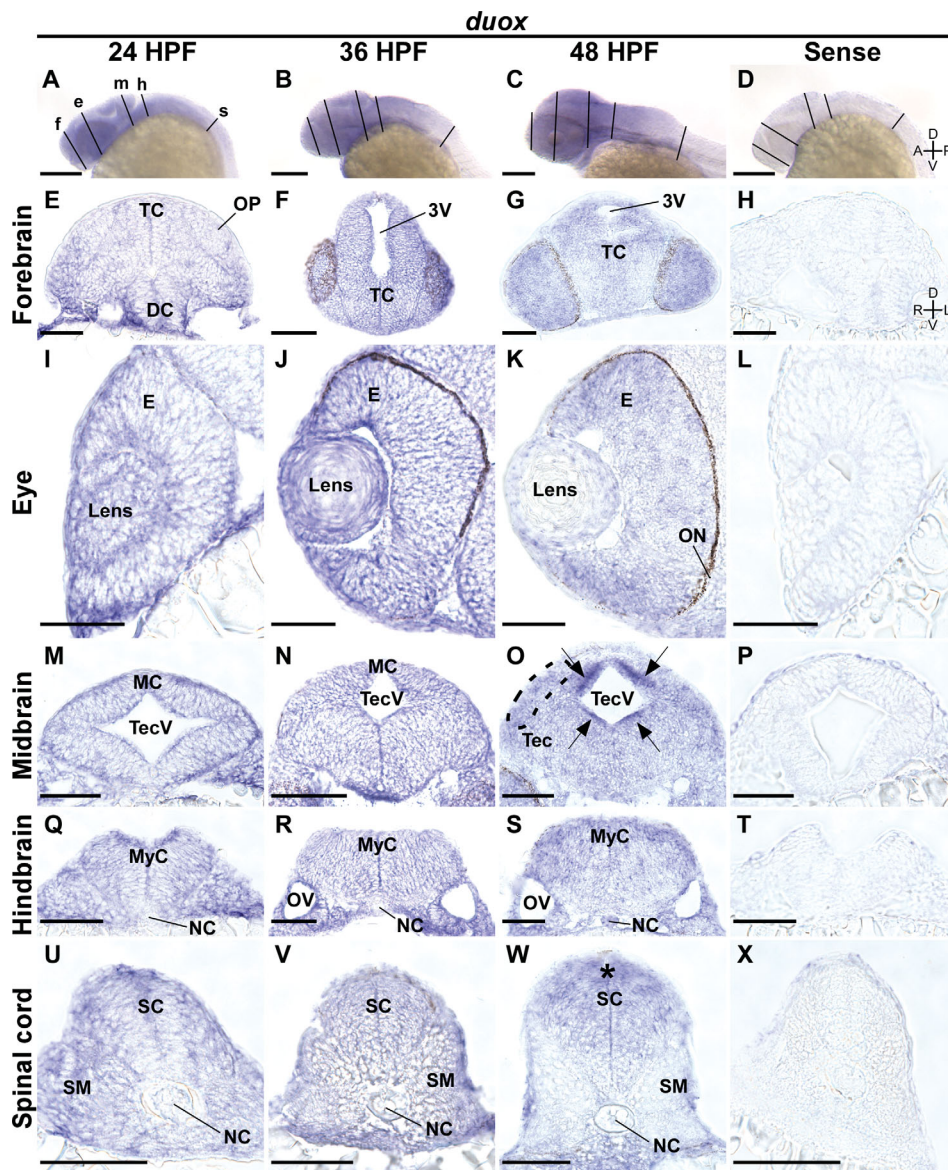 duox
24 HPF 36 HPF 48 HPF Sense
A f e m h s B C D D A P V
Forebrain
E TC OP DC F 3V TC G 3V TC H D R L V
Eye
I E Lens J Lens K E Lens ON L
Midbrain
M MC TecV N MC O TecV Tec P
Hindbrain
Q MyC NC R MyC OV NC S MyC OV NC T
Spinal cord
U SC SM NC V SC SM NC W * SC SM NC X